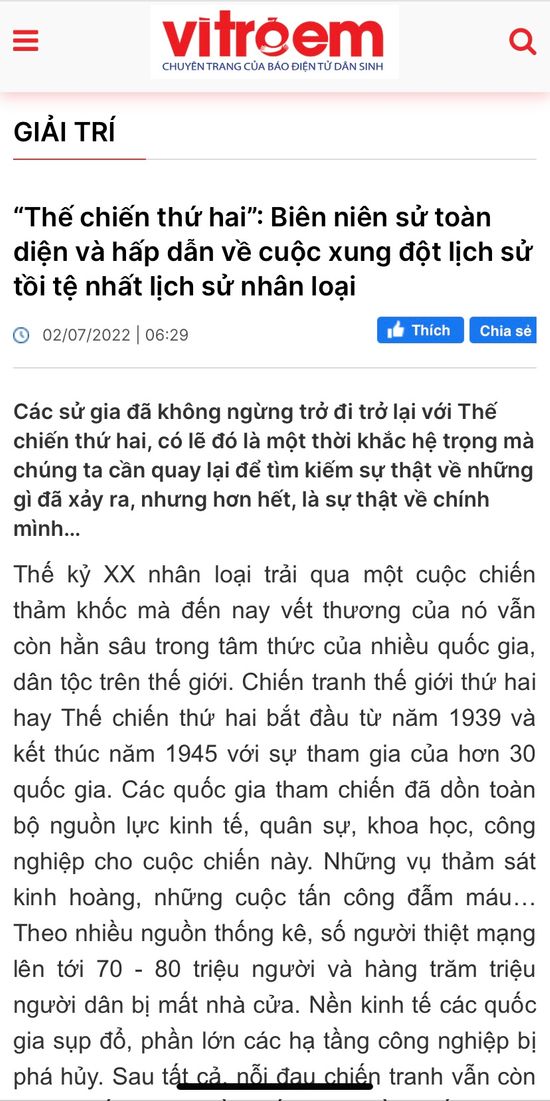 vìtrẻem
CHUYÊN TRANG CỦA BÁO ĐIỆN TỬ DÂN SINH
GIẢI TRÍ
“Thế chiến thứ hai”: Biên niên sử toàn
diện và hấp dẫn về cuộc xung đột lịch sử
tồi tệ nhất lịch sử nhân loại
02/07/2022 | 06:29
Thích
Chia sẻ
Các sử gia đã không ngừng trở đi trở lại với Thế
chiến thứ hai, có lẽ đó là một thời khắc hệ trọng mà
chúng ta cần quay lại để tìm kiếm sự thật về những
gì đã xảy ra, nhưng hơn hết, là sự thật về chính
mình...
Thế kỷ XX nhân loại trải qua một cuộc chiến
thảm khốc mà đến nay vết thương của nó vẫn
còn hằn sâu trong tâm thức của nhiều quốc gia,
dân tộc trên thế giới. Chiến tranh thế giới thứ hai
hay Thế chiến thứ hai bắt đầu từ năm 1939 và
kết thúc năm 1945 với sự tham gia của hơn 30
quốc gia. Các quốc gia tham chiến đã dồn toàn
bộ nguồn lực kinh tế, quân sự, khoa học, công
nghiệp cho cuộc chiến này. Những vụ thảm sát
kinh hoàng, những cuộc tấn công đẫm máu…
Theo nhiều nguồn thống kê, số người thiệt mạng
lên tới 70 - 80 triệu người và hàng trăm triệu
người dân bị mất nhà cửa. Nền kinh tế các quốc
gia sụp đổ, phần lớn các hạ tầng công nghiệp bị
phá hủy. Sau tất cả, nỗi đau chiến tranh vẫn còn